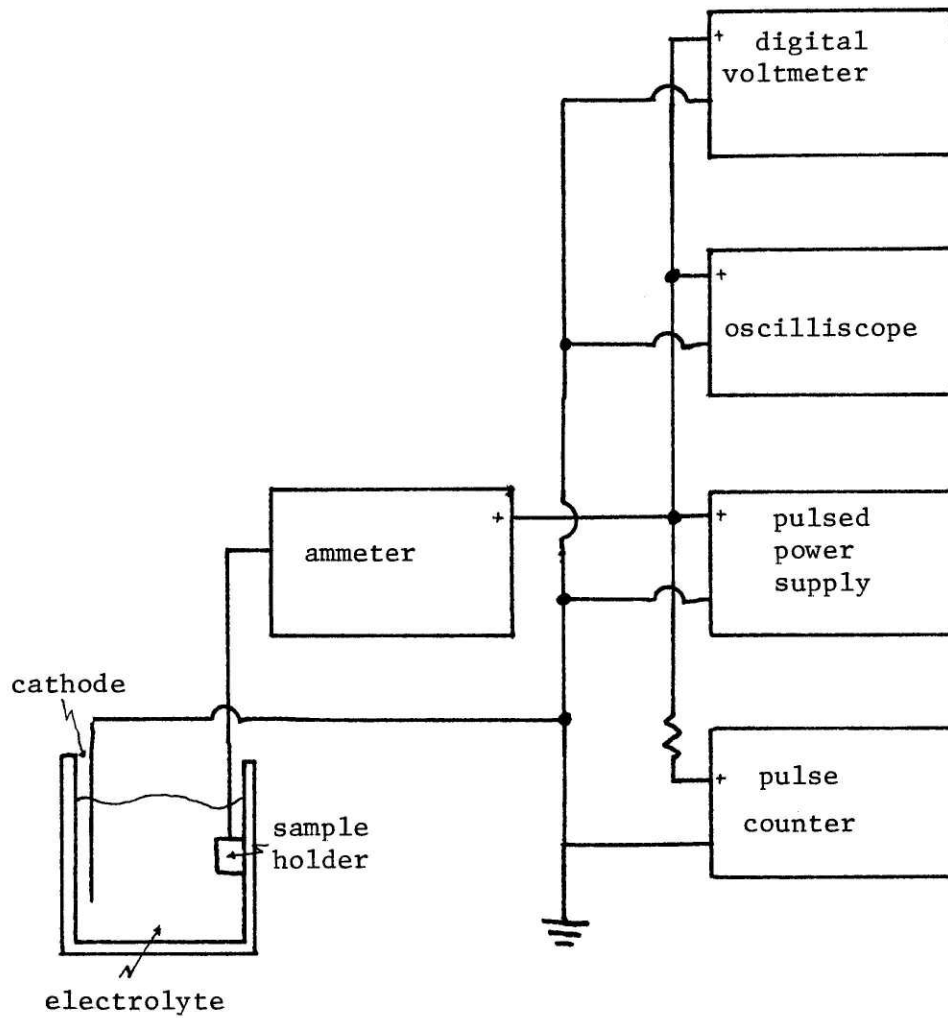 + digital
voltmeter
+
oscilliscope
+
ammeter
+ pulsed
power
supply
cathode
+ pulse
counter
sample
holder
electrolyte